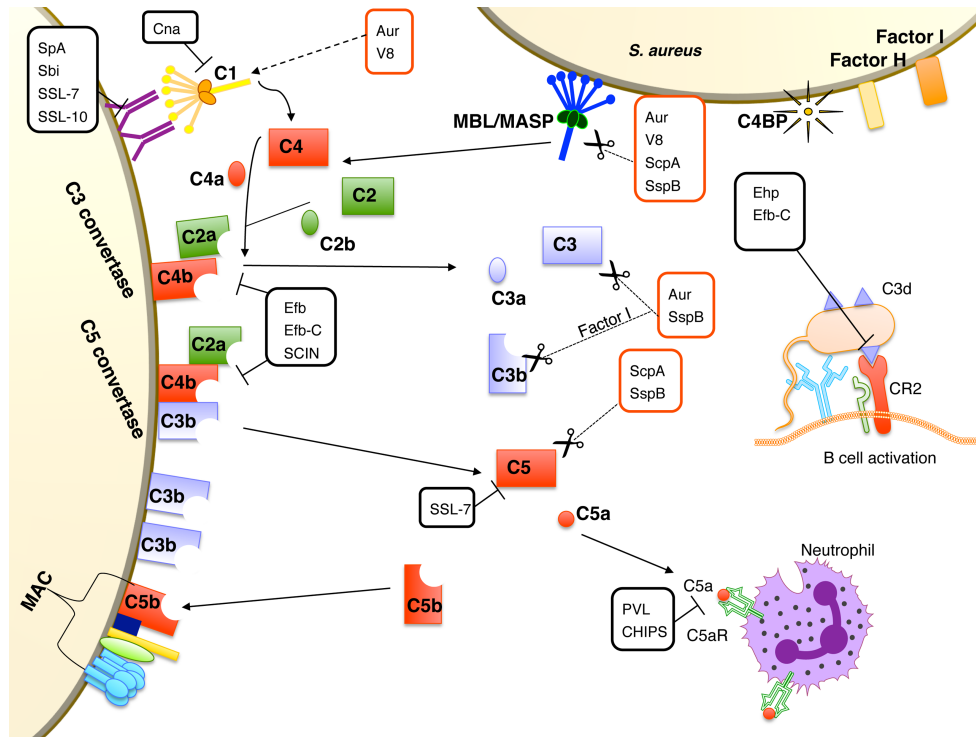 SpA
Sbi
SSL-7
SSL-10
Cna
C1
Aur
V8
S. aureus
Factor I
Factor H
C4BP
MBL/MASP
Aur
V8
ScpA
SspB
C4
C4a
C2
C2b
C3 convertase
C2a
C4b
Ehp
Efb-C
C3
C3a
Aur
SspB
Factor I
C3b
C3d
CR2
B cell activation
Efb
Efb-C
SCIN
C5 convertase
C2a
C4b
C3b
ScpA
SspB
C5
SSL-7
C3b
C3b
C5a
Neutrophil
C5a
C5aR
PVL
CHIPS
MAC
C5b
C5b